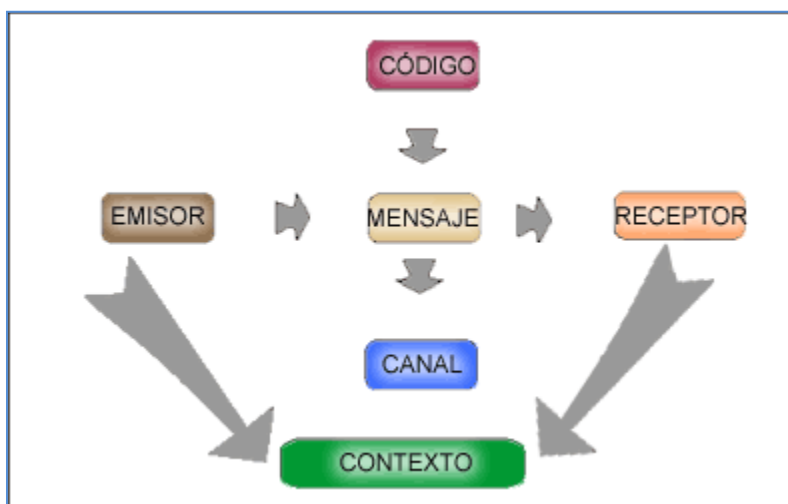 CÓDIGO
EMISOR
MENSAJE
RECEPTOR
CANAL
CONTEXTO